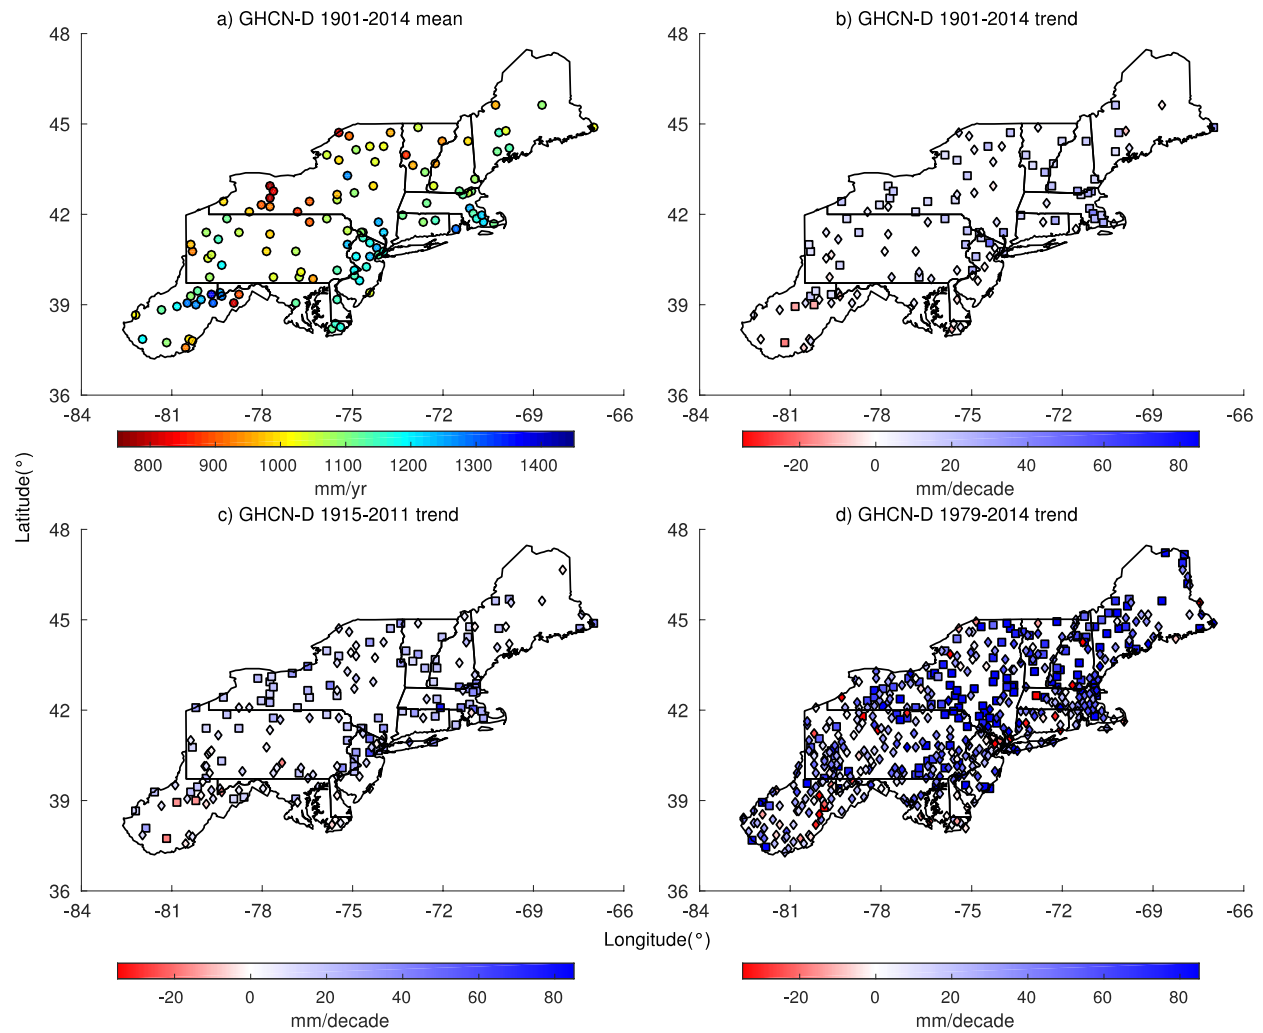 a) GHCN-D 1901-2014 mean
48
45
42
39
36
-84 -81 -78 -75 -72 -69 -66
800 900 1000 1100 1200 1300 1400
mm/yr
b) GHCN-D 1901-2014 trend
48
45
42
39
36
-84 -81 -78 -75 -72 -69 -66
-20 0 20 40 60 80
mm/decade
Latitude(°)
c) GHCN-D 1915-2011 trend
48
45
42
39
36
-84 -81 -78 -75 -72 -69 -66
-20 0 20 40 60 80
mm/decade
d) GHCN-D 1979-2014 trend
48
45
42
39
36
-84 -81 -78 -75 -72 -69 -66
Longitude(°)
-20 0 20 40 60 80
mm/decade